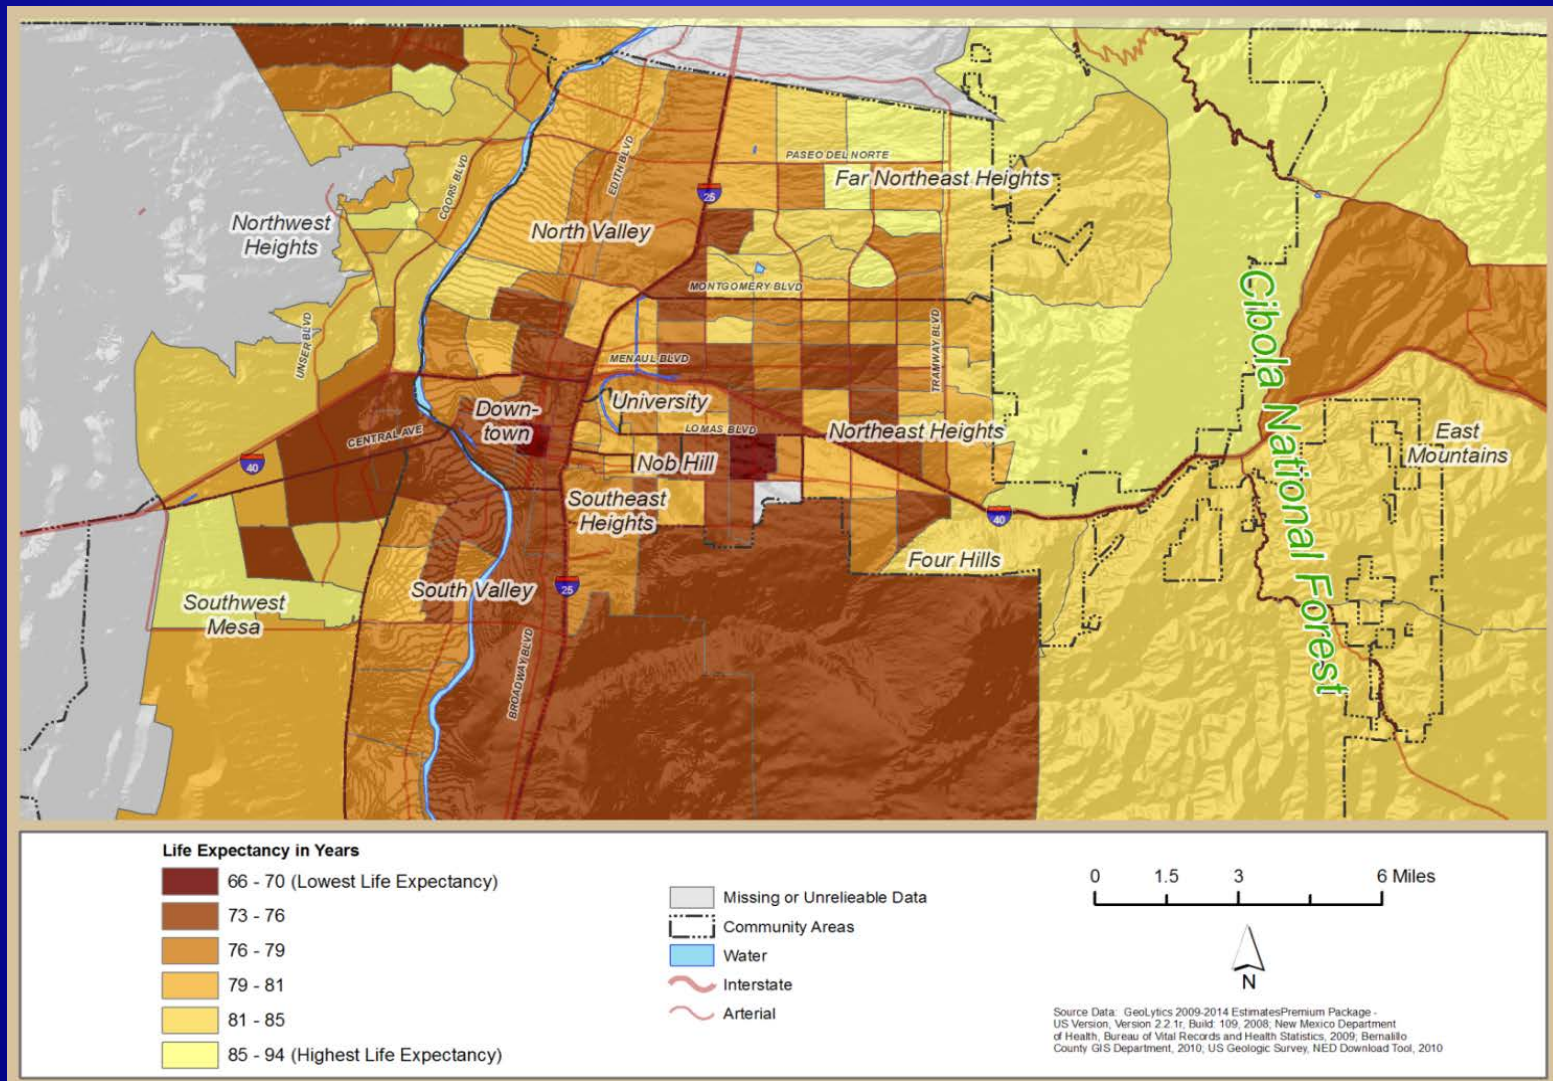 PASEO DEL NORTE
Far Northeast Heights
COORS BLVD
EDITH BLVD
25
Northwest
Heights
North Valley
MONTGOMERY BLVD
UNSER BLVD
MENAUL BLVD
TRAMWAY BLVD
Cibola National Forest
Down-
town
University
LOMAS BLVD
CENTRAL AVE
Northeast Heights
East
Mountains
40
Nob Hill
Southeast
Heights
40
Four Hills
South Valley
25
Southwest
Mesa
BROADWAY BLVD
Life Expectancy in Years
66 - 70 (Lowest Life Expectancy)
73 - 76
76 - 79
79 - 81
81 - 85
85 - 94 (Highest Life Expectancy)
Missing or Unrelieable Data
Community Areas
Water
Interstate
Arterial
0 1.5 3 6 Miles
N
Source Data: GeoLytics 2009-2014 EstimatesPremium Package -
US Version, Version 2.2.1r, Build: 109, 2008; New Mexico Department
of Health, Bureau of Vital Records and Health Statistics, 2009; Bernalillo
County GIS Department, 2010; US Geologic Survey, NED Download Tool, 2010